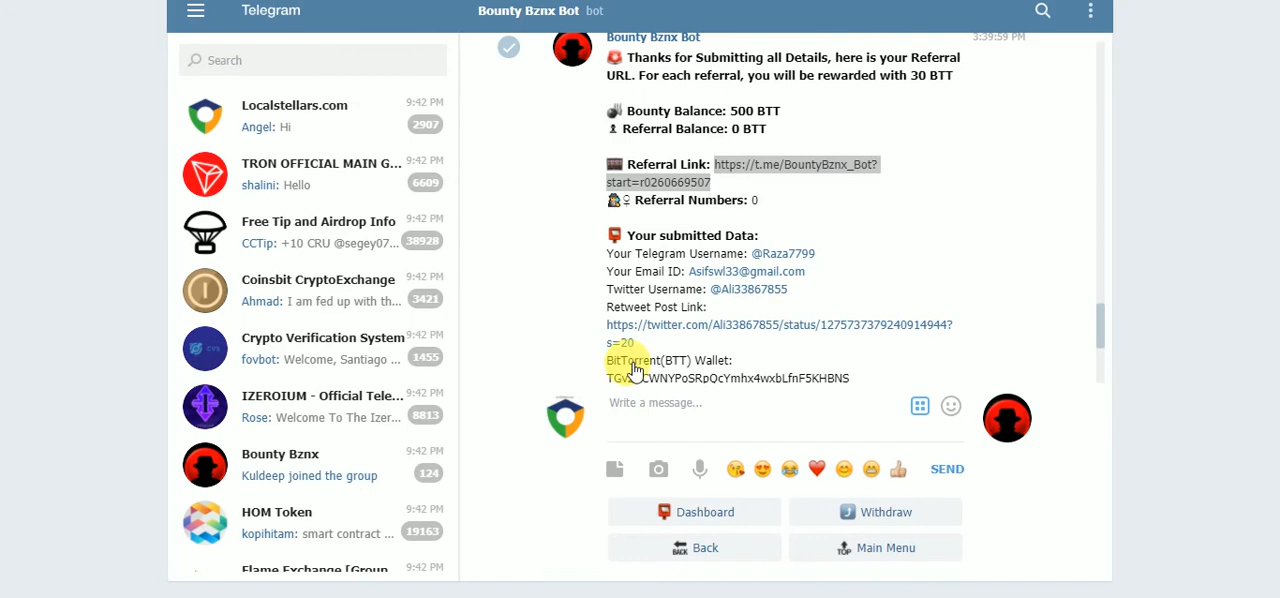 Telegram
Bounty Bznx Bot bot
Search
Localstellars.com 9:42 PM
Angel: Hi 2907
TRON OFFICIAL MAIN G... 9:42 PM
shalini: Hello 6609
Free Tip and Airdrop Info 9:42 PM
CCTip: +10 CRU @segey07... 38928
Coinsbit CryptoExchange 9:42 PM
Ahmad: I am fed up with th... 3421
Crypto Verification System 9:42 PM
fovbot: Welcome, Santiago ... 1455
IZEROIUM - Official Tele... 9:42 PM
Rose: Welcome To The Izer... 8813
Bounty Bznx 9:42 PM
Kuldeep joined the group 124
HOM Token 9:42 PM
kopihitam: smart contract ... 19163
Flame Exchange [Group 9:42 PM
Bounty Bznx Bot 3:39:59 PM
Thanks for Submitting all Details, here is your Referral
URL. For each referral, you will be rewarded with 30 BTT
Bounty Balance: 500 BTT
Referral Balance: 0 BTT
Referral Link: https://t.me/BountyBznx_Bot?
start=r0260669507
Referral Numbers: 0
Your submitted Data:
Your Telegram Username: @Raza7799
Your Email ID: Asifswl33@gmail.com
Twitter Username: @Ali33867855
Retweet Post Link:
https://twitter.com/Ali33867855/status/1275737379240914944?
s=20
BitTorrent(BTT) Wallet:
Write a message...
SEND
Dashboard
Withdraw
BACK Back
TOP Main Menu